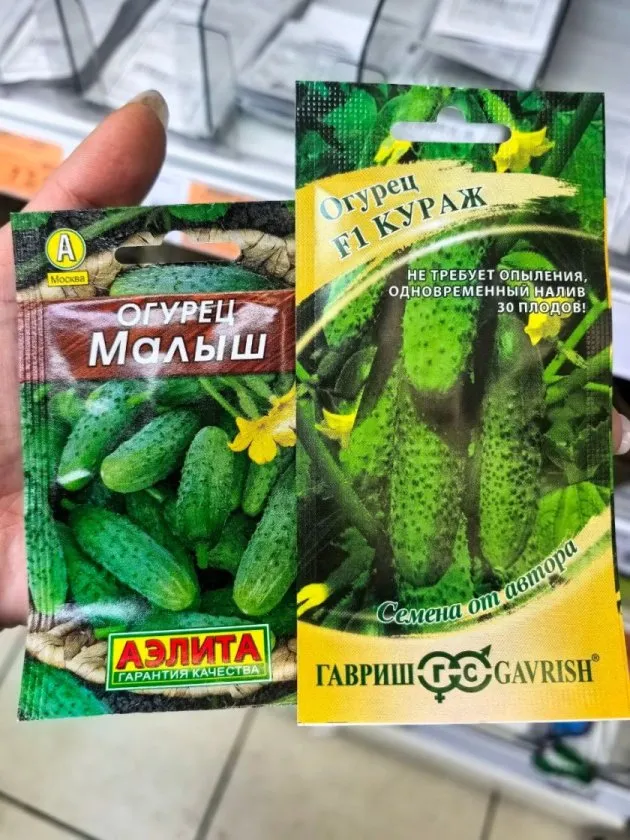 А
Москва
ОГУРЕЦ
Малыш
АЭЛИТА
ГАРАНТИЯ КАЧЕСТВА
Огурец
F1 КУРАЖ
НЕ ТРЕБУЕТ ОПЫЛЕНИЯ,
ОДНОВРЕМЕННЫЙ НАЛИВ
30 ПЛОДОВ!
Семена от автора
ГАВРИШ ГС GAVRISH®